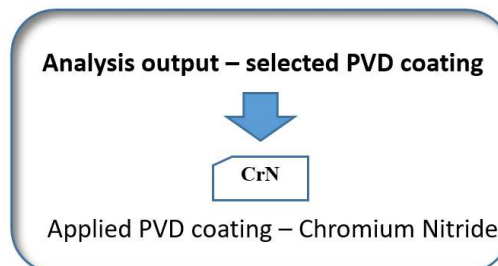 Analysis output – selected PVD coating
CrN
Applied PVD coating – Chromium Nitride